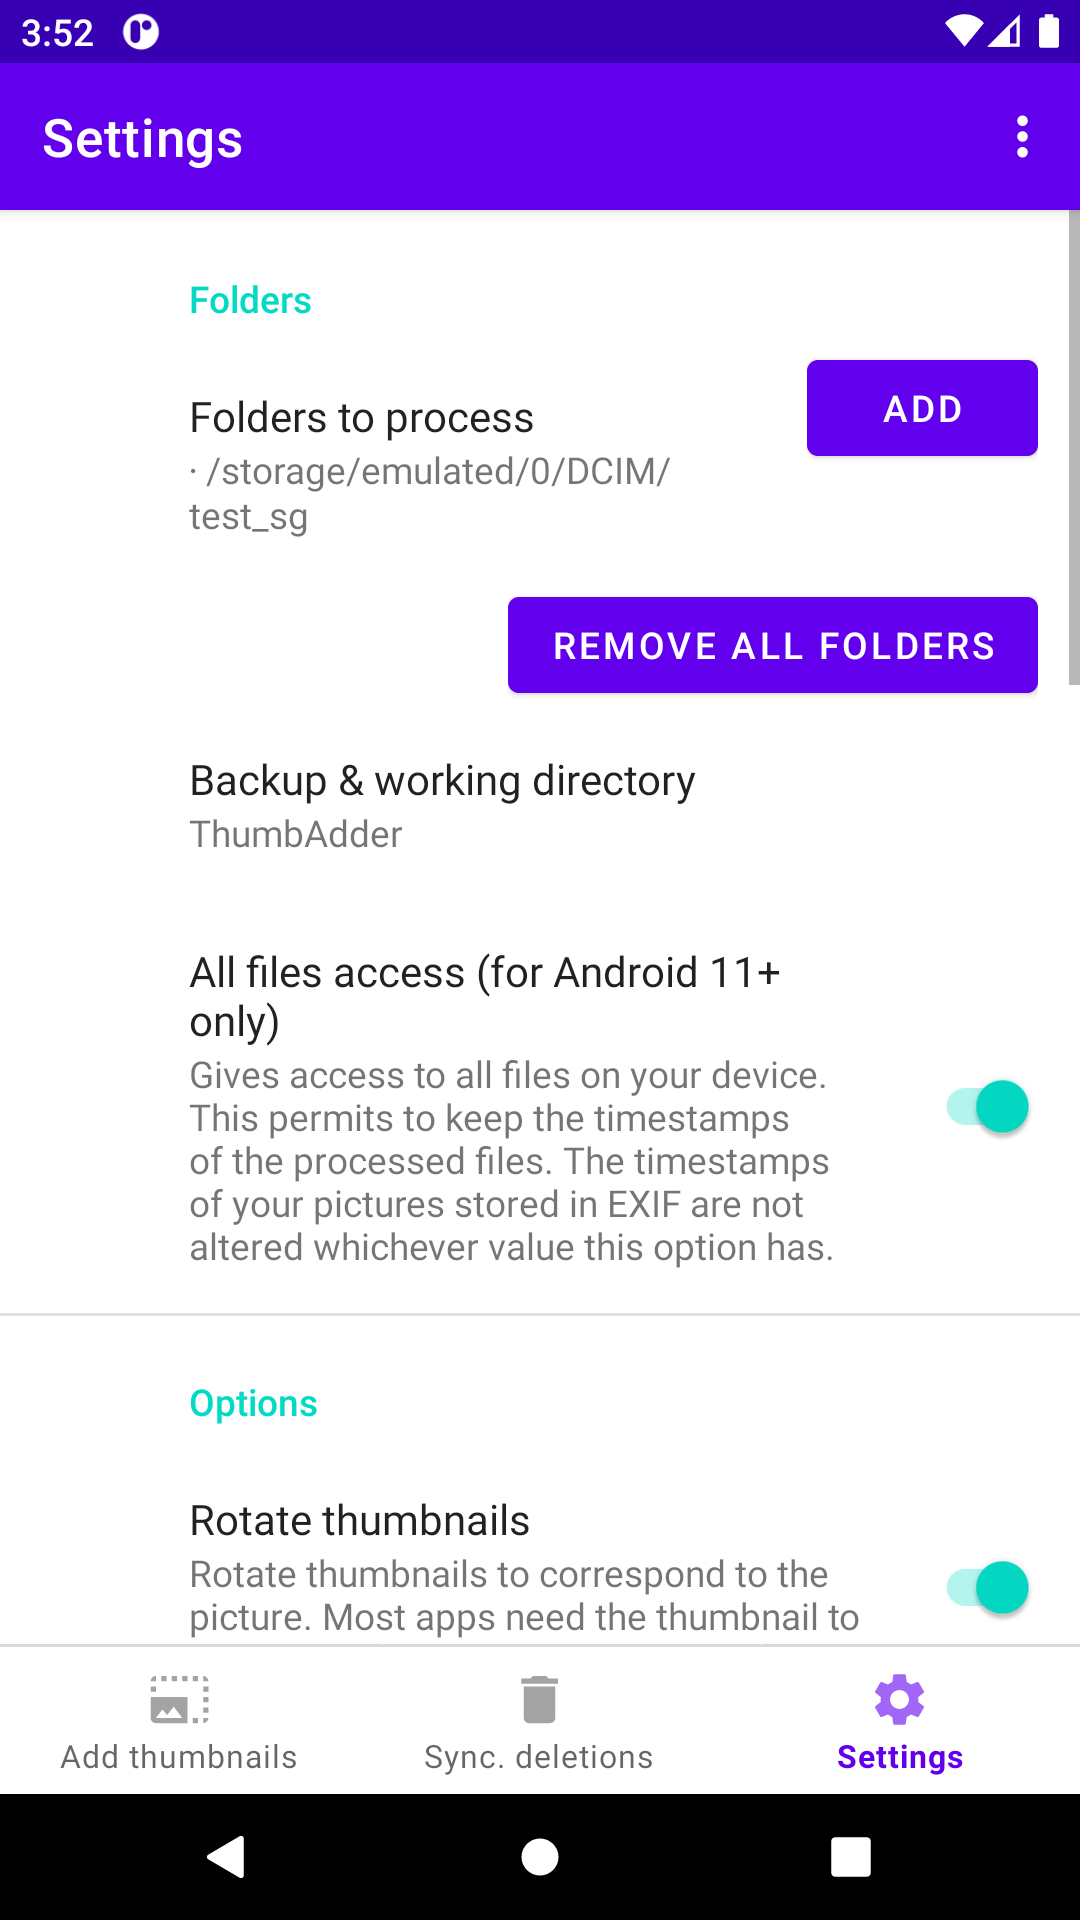 3:52
Settings
Folders
Folders to process
· /storage/emulated/0/DCIM/
test_sg
ADD
REMOVE ALL FOLDERS
Backup & working directory
ThumbAdder
All files access (for Android 11+
only)
Gives access to all files on your device.
This permits to keep the timestamps
of the processed files. The timestamps
of your pictures stored in EXIF are not
altered whichever value this option has.
Options
Rotate thumbnails
Rotate thumbnails to correspond to the
picture. Most apps need the thumbnail to
Add thumbnails
Sync. deletions
Settings